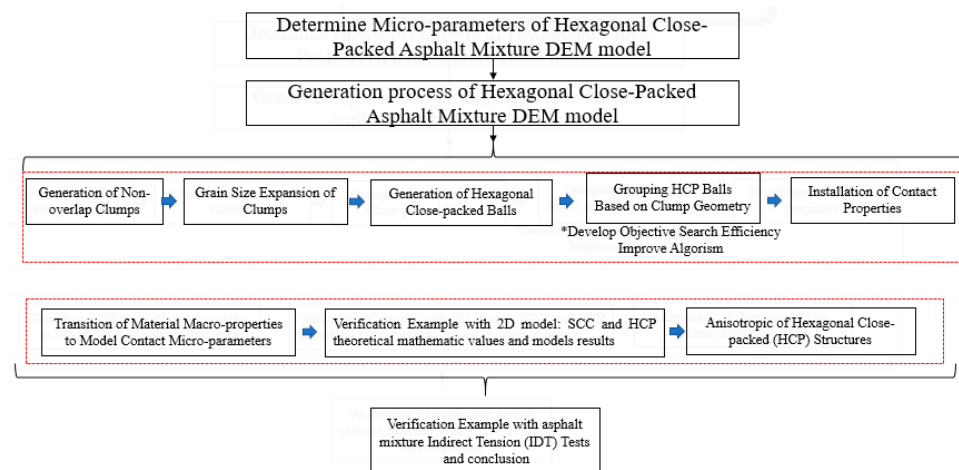 Determine Micro-parameters of Hexagonal Close-
Packed Asphalt Mixture DEM model
Generation process of Hexagonal Close-Packed
Asphalt Mixture DEM model
Generation of Non-
overlap Clumps
Grain Size Expansion of
Clumps
Generation of Hexagonal
Close-packed Balls
Grouping HCP Balls
Based on Clump Geometry
*Develop Objective Search Efficiency
Improve Algorism
Installation of Contact
Properties
Transition of Material Macro-properties
to Model Contact Micro-parameters
Verification Example with 2D model: SCC and HCP
theoretical mathematic values and models results
Anisotropic of Hexagonal Close-
packed (HCP) Structures
Verification Example with asphalt
mixture Indirect Tension (IDT) Tests
and conclusion